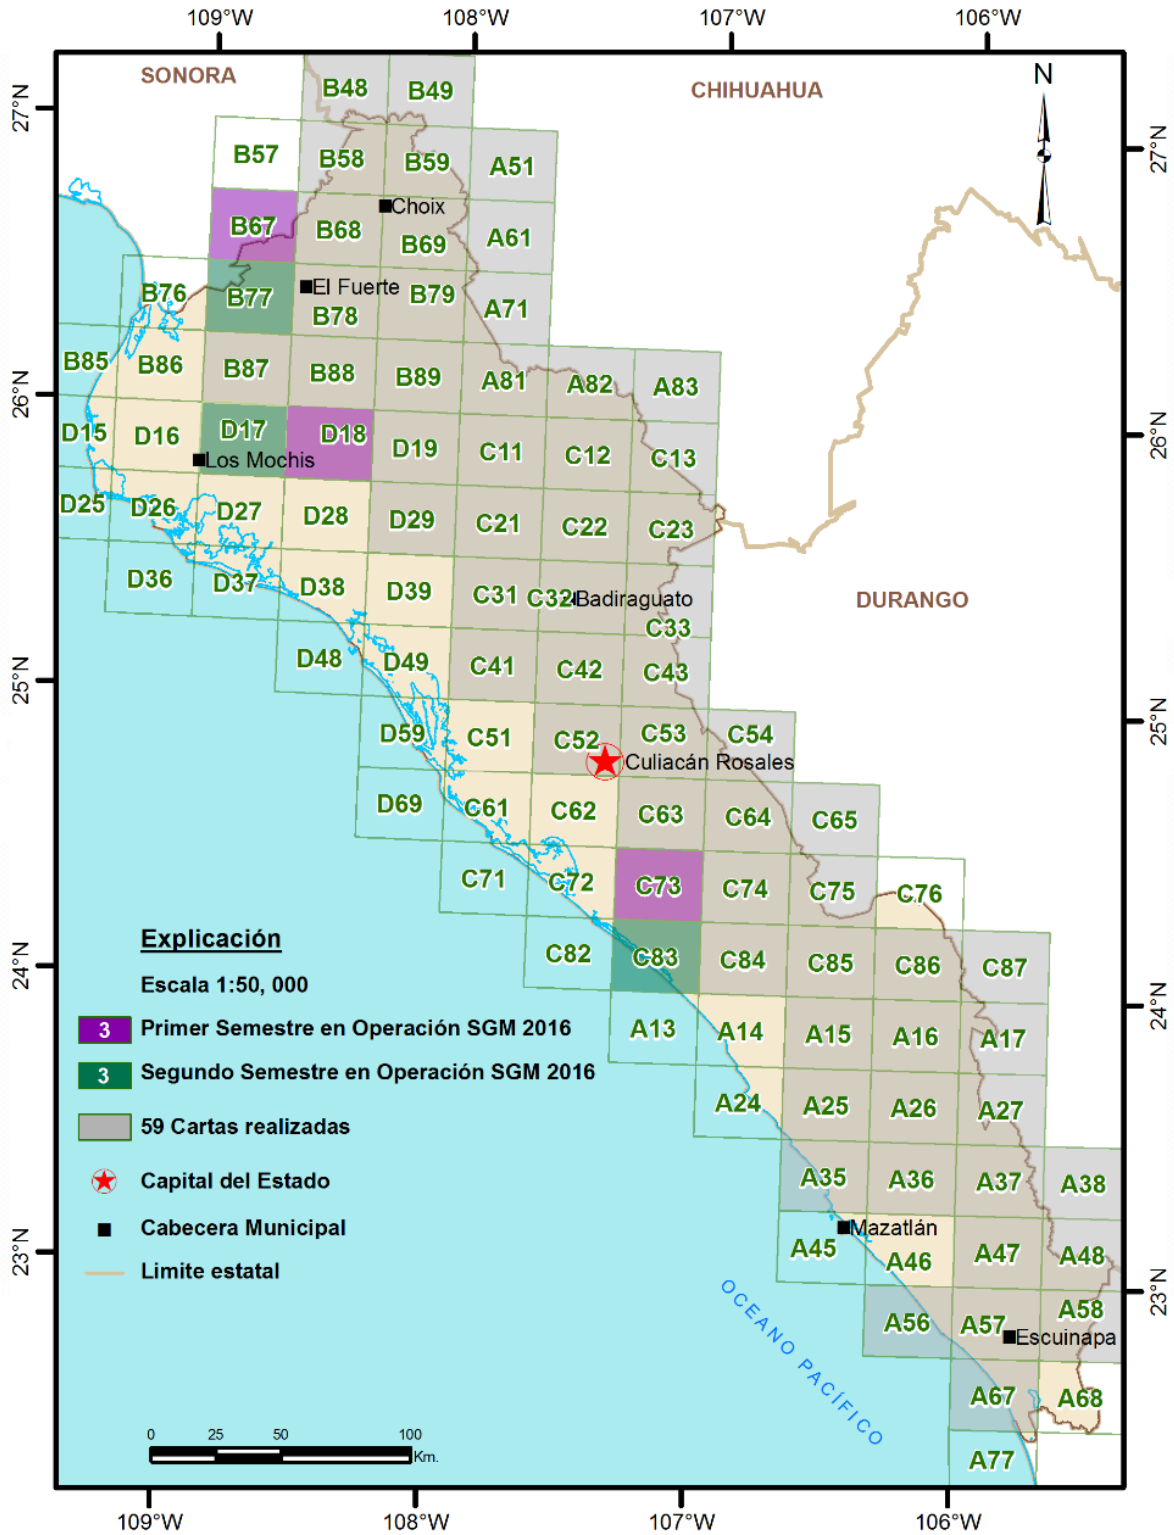 109°W 108°W 107°W 106°W
SONORA
CHIHUAHUA
N
B48 B49
27°N
27°N
B57 B58 B59 A51
Choix
B67 B68 B69 A61
El Fuerte
B76 B77 B78 B79 A71
B85 B86 B87 B88 B89 A81 A82 A83
26°N
26°N
D15 D16 D17 D18 D19 C11 C12 C13
Los Mochis
D25 D26 D27 D28 D29 C21 C22 C23
D36 D37 D38 D39 C31 C32 Badiraguato
C33
DURANGO
D48 D49 C41 C42 C43
25°N
25°N
D59 C51 C52 C53 C54
Culiacán Rosales
D69 C61 C62 C63 C64 C65
C71 C72 C73 C74 C75 C76
C82 C83 C84 C85 C86 C87
24°N
24°N
A13 A14 A15 A16 A17
A24 A25 A26 A27
A35 A36 A37 A38
Mazatlán
A45 A46 A47 A48
23°N
23°N
A56 A57 A58
Escuinapa
A67 A68
A77
OCEANO PACÍFICO
Explicación
Escala 1:50, 000
3 Primer Semestre en Operación SGM 2016
3 Segundo Semestre en Operación SGM 2016
59 Cartas realizadas
Capital del Estado
Cabecera Municipal
Limite estatal
0 25 50 100
Km.
109°W 108°W 107°W 106°W